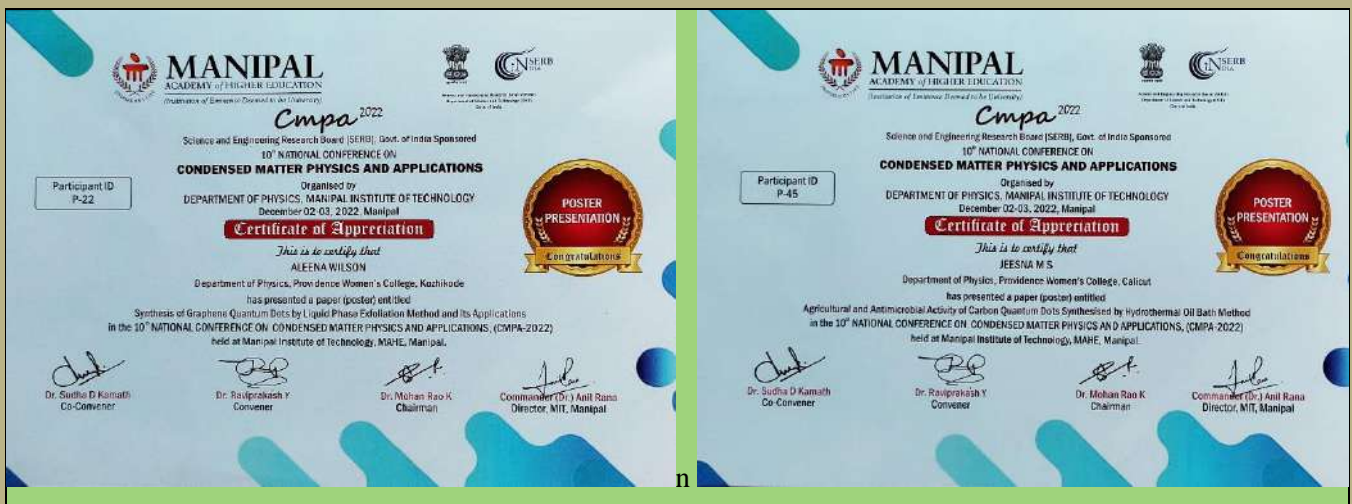 MANIPAL
ACADEMY of HIGHER EDUCATION
(Institution of Eminence Deemed to be University)
SERB
Cmpa 2022
Science and Engineering Research Board (SERB), Govt. of India Sponsored
10th NATIONAL CONFERENCE ON
CONDENSED MATTER PHYSICS AND APPLICATIONS
Participant ID
P-22
Organised by
DEPARTMENT OF PHYSICS, MANIPAL INSTITUTE OF TECHNOLOGY
December 02-03, 2022, Manipal
Certificate of Appreciation
POSTER
PRESENTATION
Congratulations
This is to certify that
ALEENA WILSON
Department of Physics, Providence Women's College, Kozhikode
has presented a paper (poster) entitled
Synthesis of Graphene Quantum Dots by Liquid Phase Exfoliation Method and its Applications
in the 10th NATIONAL CONFERENCE ON CONDENSED MATTER PHYSICS AND APPLICATIONS, (CMPA-2022)
held at Manipal Institute of Technology, MAHE, Manipal.
Dr. Sudha D Kamath
Co-Convener
Dr. Raviprakash Y
Convener
Dr. Mohan Rao K
Chairman
Commander (Dr.) Anil Rana
Director, MIT, Manipal
n
MANIPAL
ACADEMY of HIGHER EDUCATION
(Institution of Eminence Deemed to be University)
SERB
Cmpa 2022
Science and Engineering Research Board (SERB), Govt. of India Sponsored
10th NATIONAL CONFERENCE ON
CONDENSED MATTER PHYSICS AND APPLICATIONS
Participant ID
P-45
Organised by
DEPARTMENT OF PHYSICS, MANIPAL INSTITUTE OF TECHNOLOGY
December 02-03, 2022, Manipal
Certificate of Appreciation
POSTER
PRESENTATION
Congratulations
This is to certify that
JEESNA M S
Department of Physics, Providence Women's College, Calicut
has presented a paper (poster) entitled
Agricultural and Antimicrobial Activity of Carbon Quantum Dots Synthesised by Hydrothermal Oil Bath Method
in the 10th NATIONAL CONFERENCE ON CONDENSED MATTER PHYSICS AND APPLICATIONS, (CMPA-2022)
held at Manipal Institute of Technology, MAHE, Manipal.
Dr. Sudha D Kamath
Co-Convener
Dr. Raviprakash Y
Convener
Dr. Mohan Rao K
Chairman
Commander (Dr.) Anil Rana
Director, MIT, Manipal